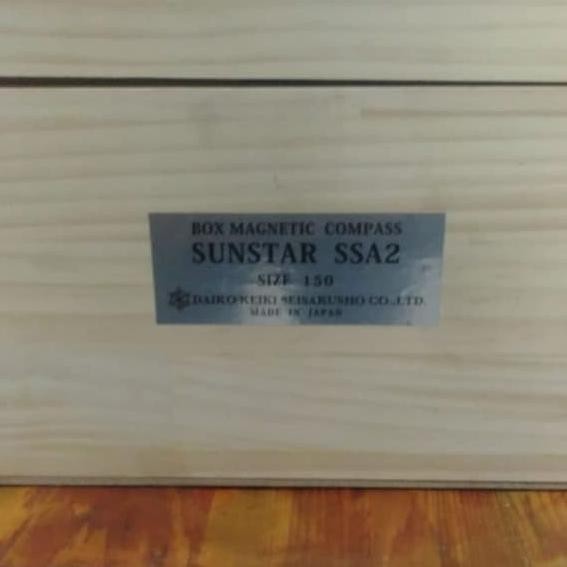 BOX MAGNETIC COMPASS
SUNSTAR SSA2
SIZE 150
DAIKO KEIKI SEISAKUSHO CO.,LTD.
MADE IN JAPAN